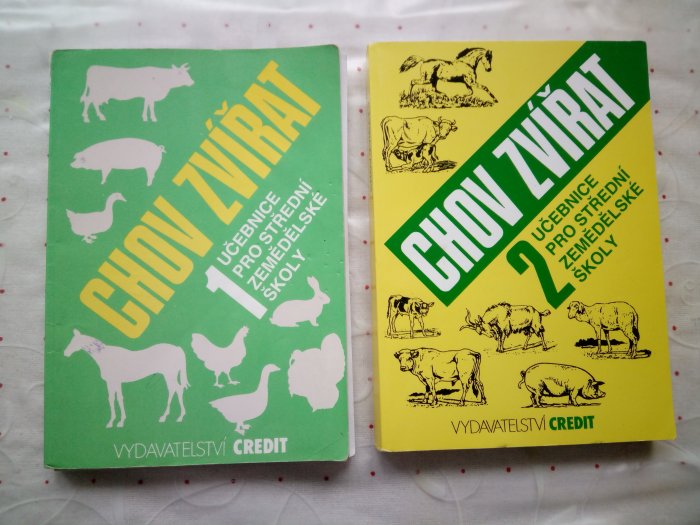 CHOV ZVÍŘAT
1
UČEBNICE
PRO STŘEDNÍ
ZEMĚDĚLSKÉ
ŠKOLY
VYDAVATELSTVÍ CREDIT
CHOV ZVÍŘAT
2
UČEBNICE
PRO STŘEDNÍ
ZEMĚDĚLSKÉ
ŠKOLY
VYDAVATELSTVÍ CREDIT